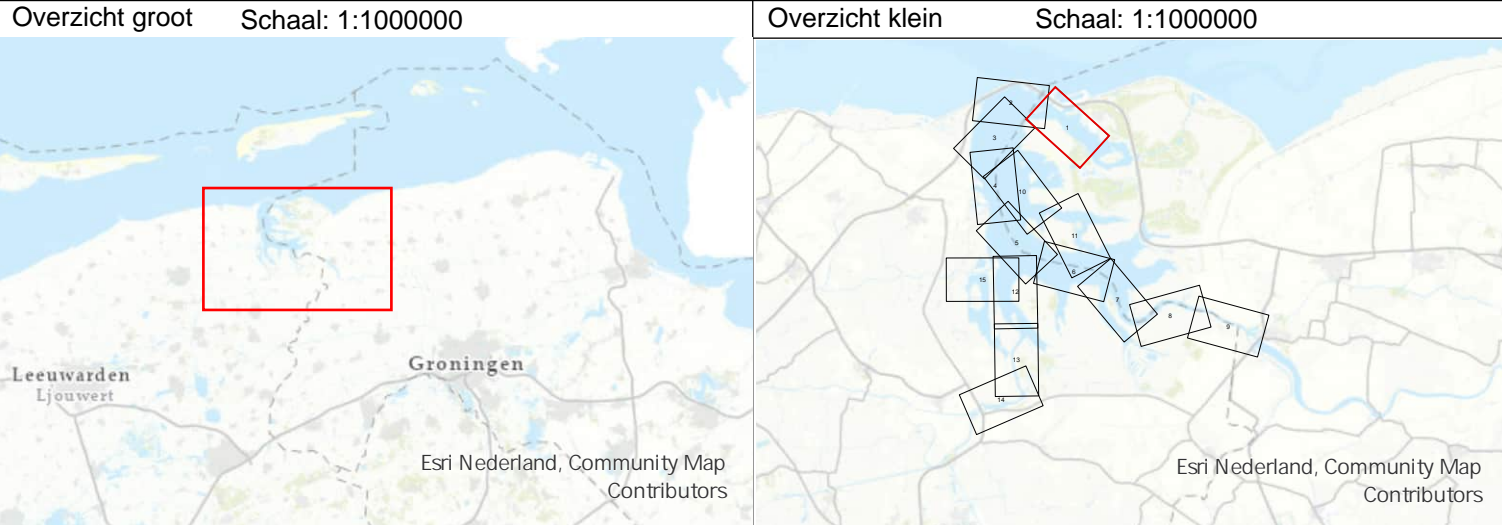 Overzicht groot Schaal: 1:1000000
Leeuwarden
Ljouwert
Groningen
Esri Nederland, Community Map
Contributors
Overzicht klein Schaal: 1:1000000
2
1
3
4
10
11
5
6
15
12
7
8
9
13
14
Esri Nederland, Community Map
Contributors